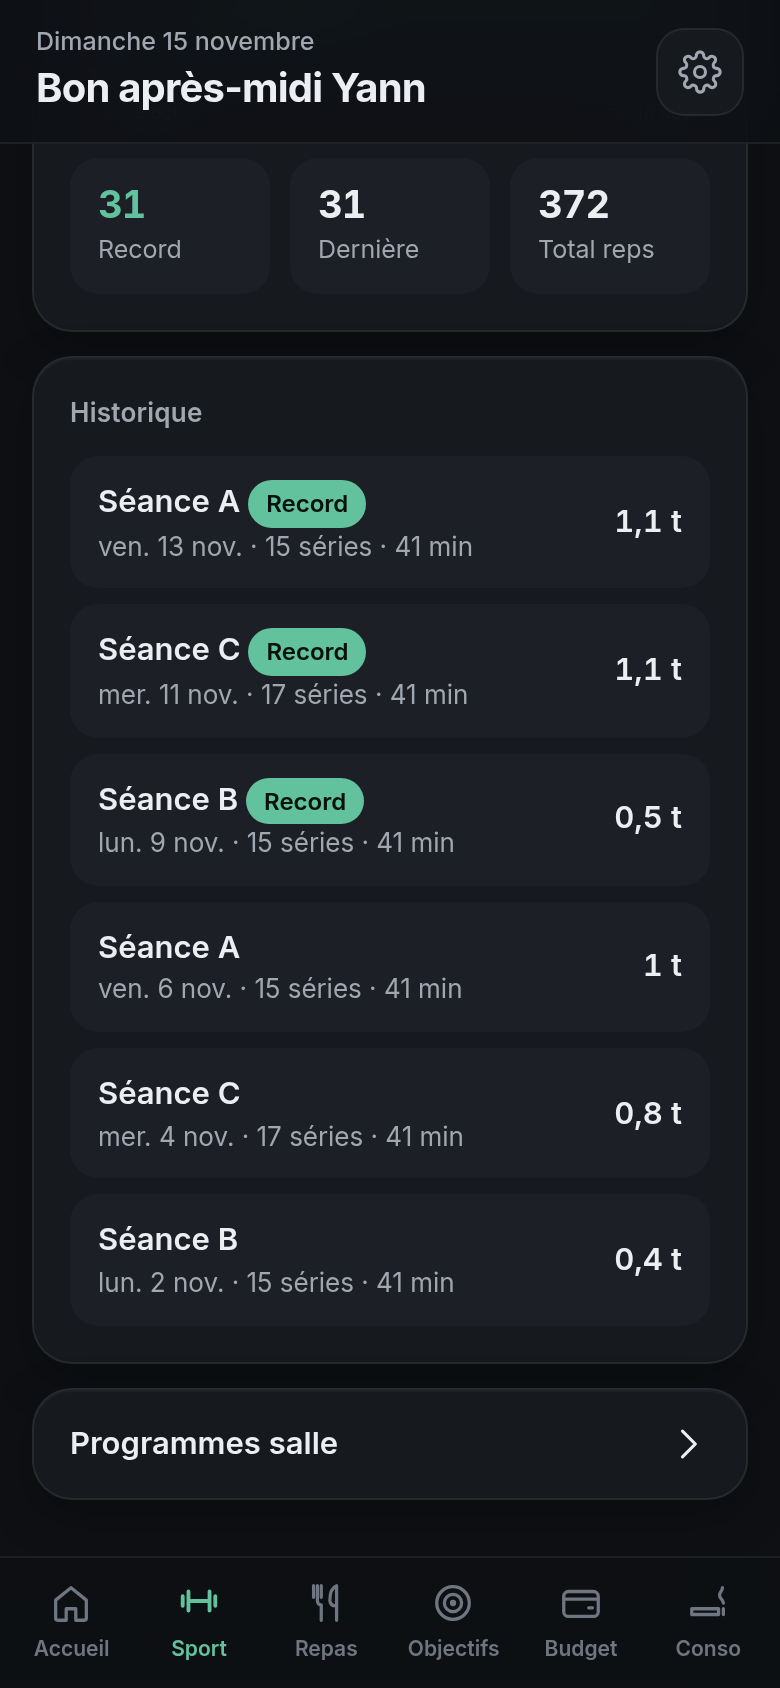 Dimanche 15 novembre
Bon après-midi Yann
31
Record
31
Dernière
372
Total reps
Historique
Séance A Record
ven. 13 nov. · 15 séries · 41 min
1,1 t
Séance C Record
mer. 11 nov. · 17 séries · 41 min
1,1 t
Séance B Record
lun. 9 nov. · 15 séries · 41 min
0,5 t
Séance A
ven. 6 nov. · 15 séries · 41 min
1 t
Séance C
mer. 4 nov. · 17 séries · 41 min
0,8 t
Séance B
lun. 2 nov. · 15 séries · 41 min
0,4 t
Programmes salle
Accueil
Sport
Repas
Objectifs
Budget
Conso